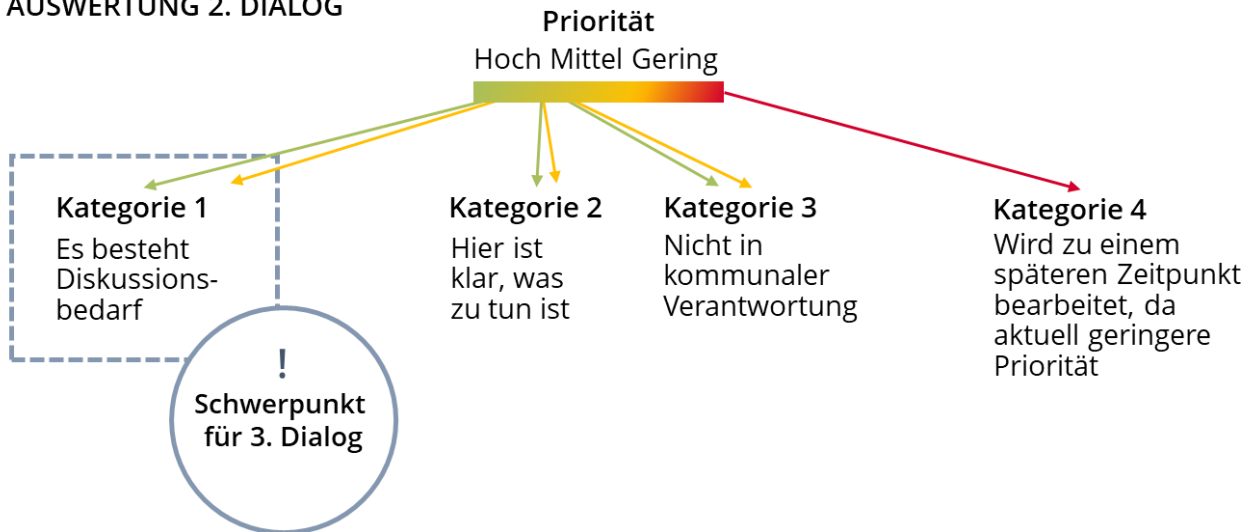 AUSWERTUNG 2. DIALOG
Priorität
Hoch Mittel Gering
Kategorie 1
Es besteht
Diskussions-
bedarf
Kategorie 2
Hier ist
klar, was
zu tun ist
Kategorie 3
Nicht in
kommunaler
Verantwortung
Kategorie 4
Wird zu einem
späteren Zeitpunkt
bearbeitet, da
aktuell geringere
Priorität
!
Schwerpunkt
für 3. Dialog